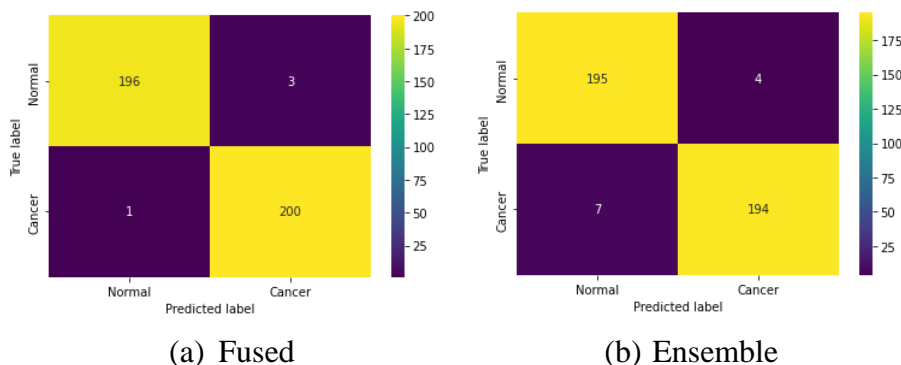 200
175
150
125
100
75
50
25
Normal
Cancer
True label
196
3
1
200
Normal
Cancer
Predicted label
(a) Fused
175
150
125
100
75
50
25
Normal
Cancer
True label
195
4
7
194
Normal
Cancer
Predicted label
(b) Ensemble